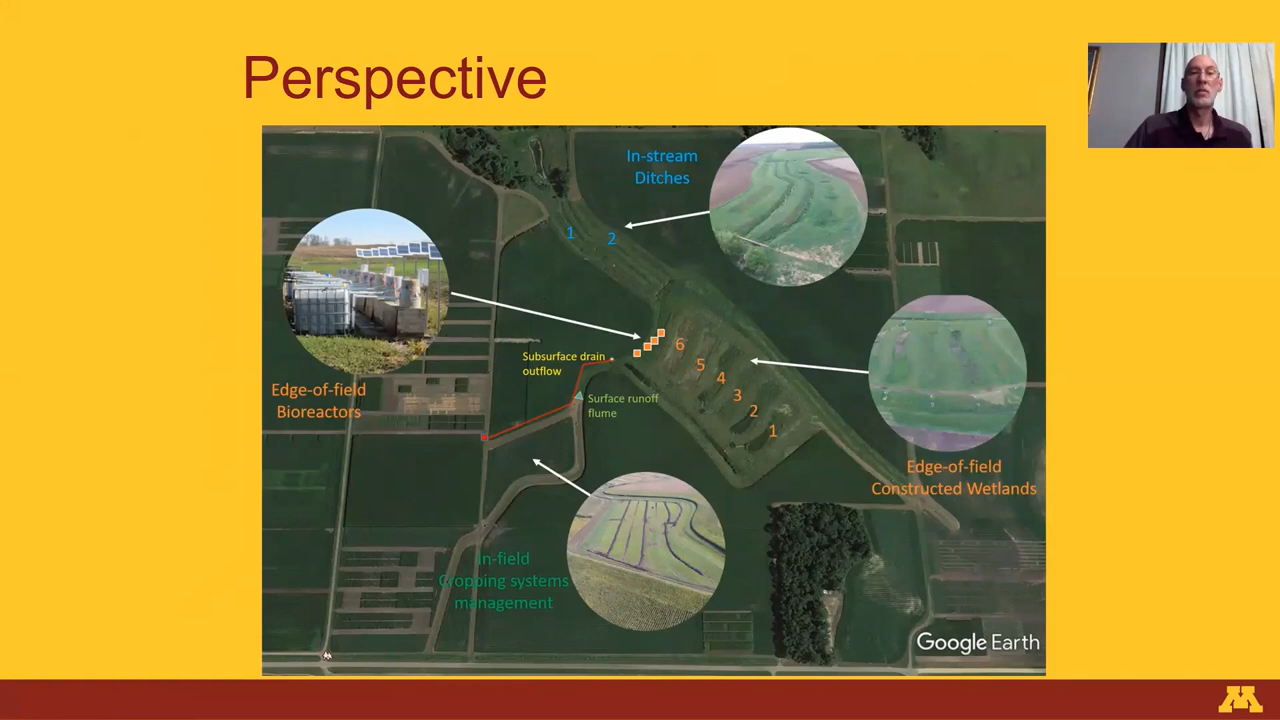 Perspective
In-stream
Ditches
1
2
Edge-of-field
Bioreactors
Subsurface drain
outflow
Surface runoff
flume
6
5
4
3
2
1
Edge-of-field
Constructed Wetlands
In-field
Cropping systems
management
Google Earth
M